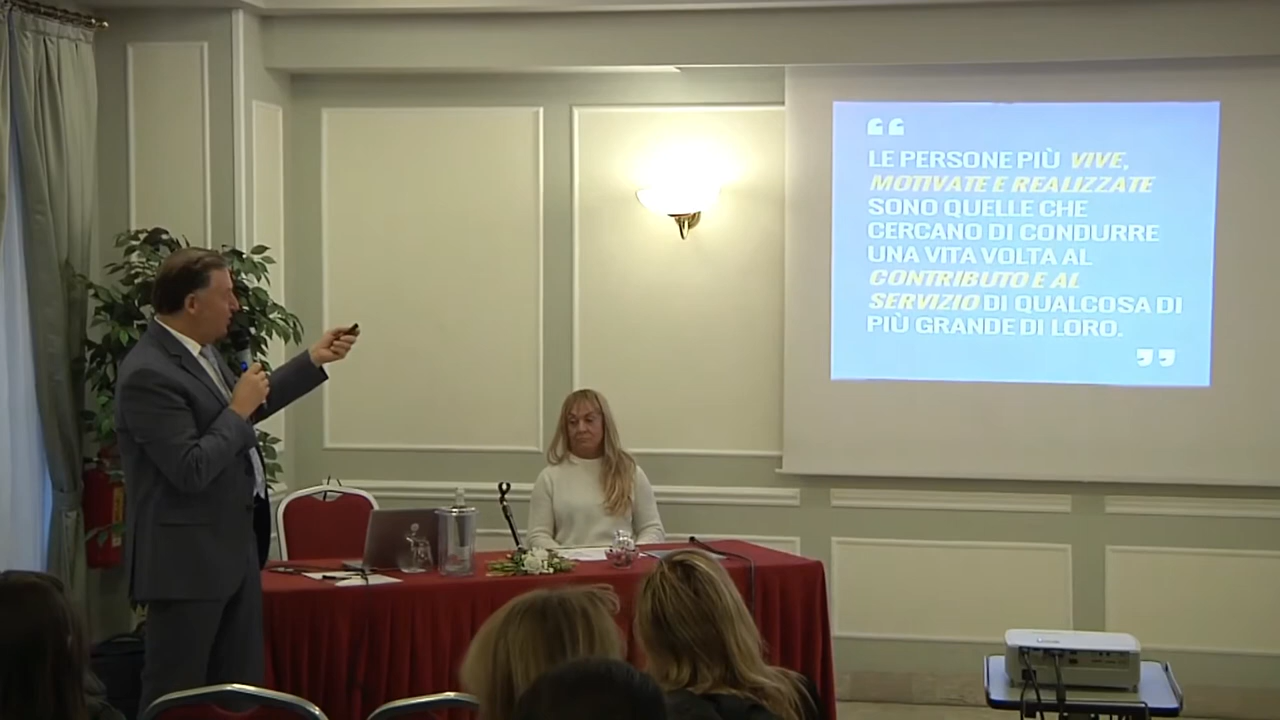 “
LE PERSONE PIÙ VIVE,
MOTIVATE E REALIZZATE
SONO QUELLE CHE
CERCANO DI CONDURRE
UNA VITA VOLTA AL
CONTRIBUTO E AL
SERVIZIO DI QUALCOSA DI
PIÙ GRANDE DI LORO.
”